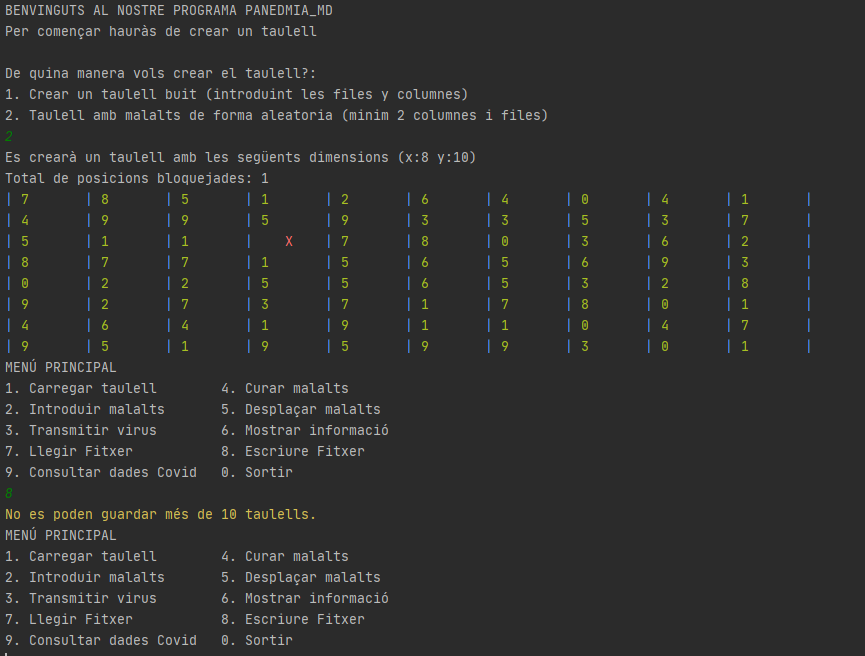 BENVINGUTS AL NOSTRE PROGRAMA PANEDMIA_MD
Per començar hauràs de crear un taulell
De quina manera vols crear el taulell?:
1. Crear un taulell buit (introduint les files y columnes)
2. Taulell amb malalts de forma aleatoria (minim 2 columnes i files)
2
Es crearà un taulell amb les següents dimensions (x:8 y:10)
Total de posicions bloquejades: 1
| 7 | 8 | 5 | 1 | 2 | 6 | 4 | 0 | 4 | 1 |
| 4 | 9 | 9 | 5 | 9 | 3 | 3 | 5 | 3 | 7 |
| 5 | 1 | 1 | X | 7 | 8 | 0 | 3 | 6 | 2 |
| 8 | 7 | 7 | 1 | 5 | 6 | 5 | 6 | 9 | 3 |
| 0 | 2 | 2 | 5 | 5 | 6 | 5 | 3 | 2 | 8 |
| 9 | 2 | 7 | 3 | 7 | 1 | 7 | 8 | 0 | 1 |
| 4 | 6 | 4 | 1 | 9 | 1 | 1 | 0 | 4 | 7 |
| 9 | 5 | 1 | 9 | 5 | 9 | 9 | 3 | 0 | 1 |
MENÚ PRINCIPAL
1. Carregar taulell 4. Curar malalts
2. Introduir malalts 5. Desplaçar malalts
3. Transmitir virus 6. Mostrar informació
7. Llegir Fitxer 8. Escriure Fitxer
9. Consultar dades Covid 0. Sortir
8
No es poden guardar més de 10 taulells.
MENÚ PRINCIPAL
1. Carregar taulell 4. Curar malalts
2. Introduir malalts 5. Desplaçar malalts
3. Transmitir virus 6. Mostrar informació
7. Llegir Fitxer 8. Escriure Fitxer
9. Consultar dades Covid 0. Sortir